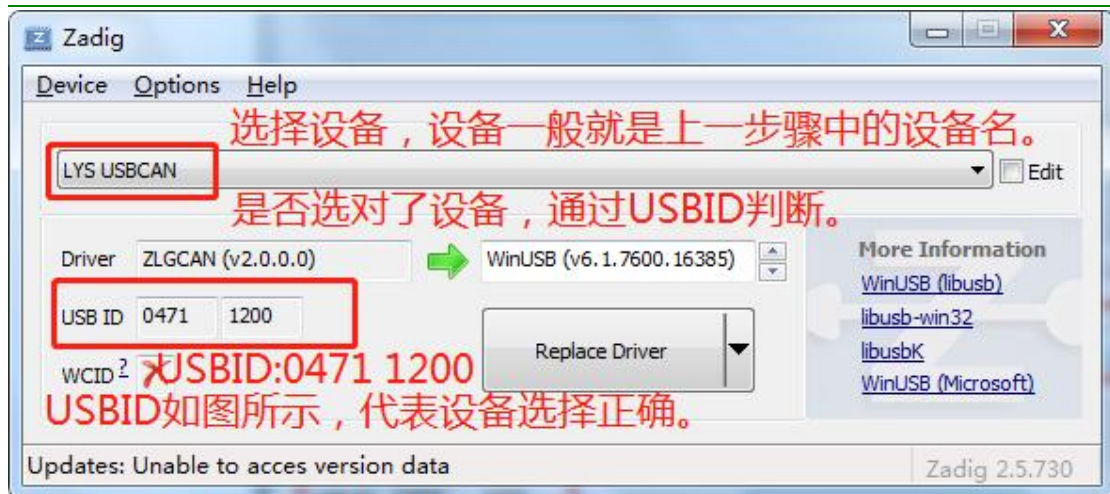 Zadig
Device Options Help
选择设备，设备一般就是上一步骤中的设备名。
LYS USBCAN
Edit
是否选对了设备，通过USBID判断。
Driver ZLGCAN (v2.0.0.0) WinUSB (v6.1.7600.16385)
More Information
WinUSB (libusb)
USB ID 0471 1200
libusb-win32
Replace Driver
libusbK
WCID ?
USBID:0471 1200
WinUSB (Microsoft)
USBID如图所示，代表设备选择正确。
Updates: Unable to acces version data
Zadig 2.5.730